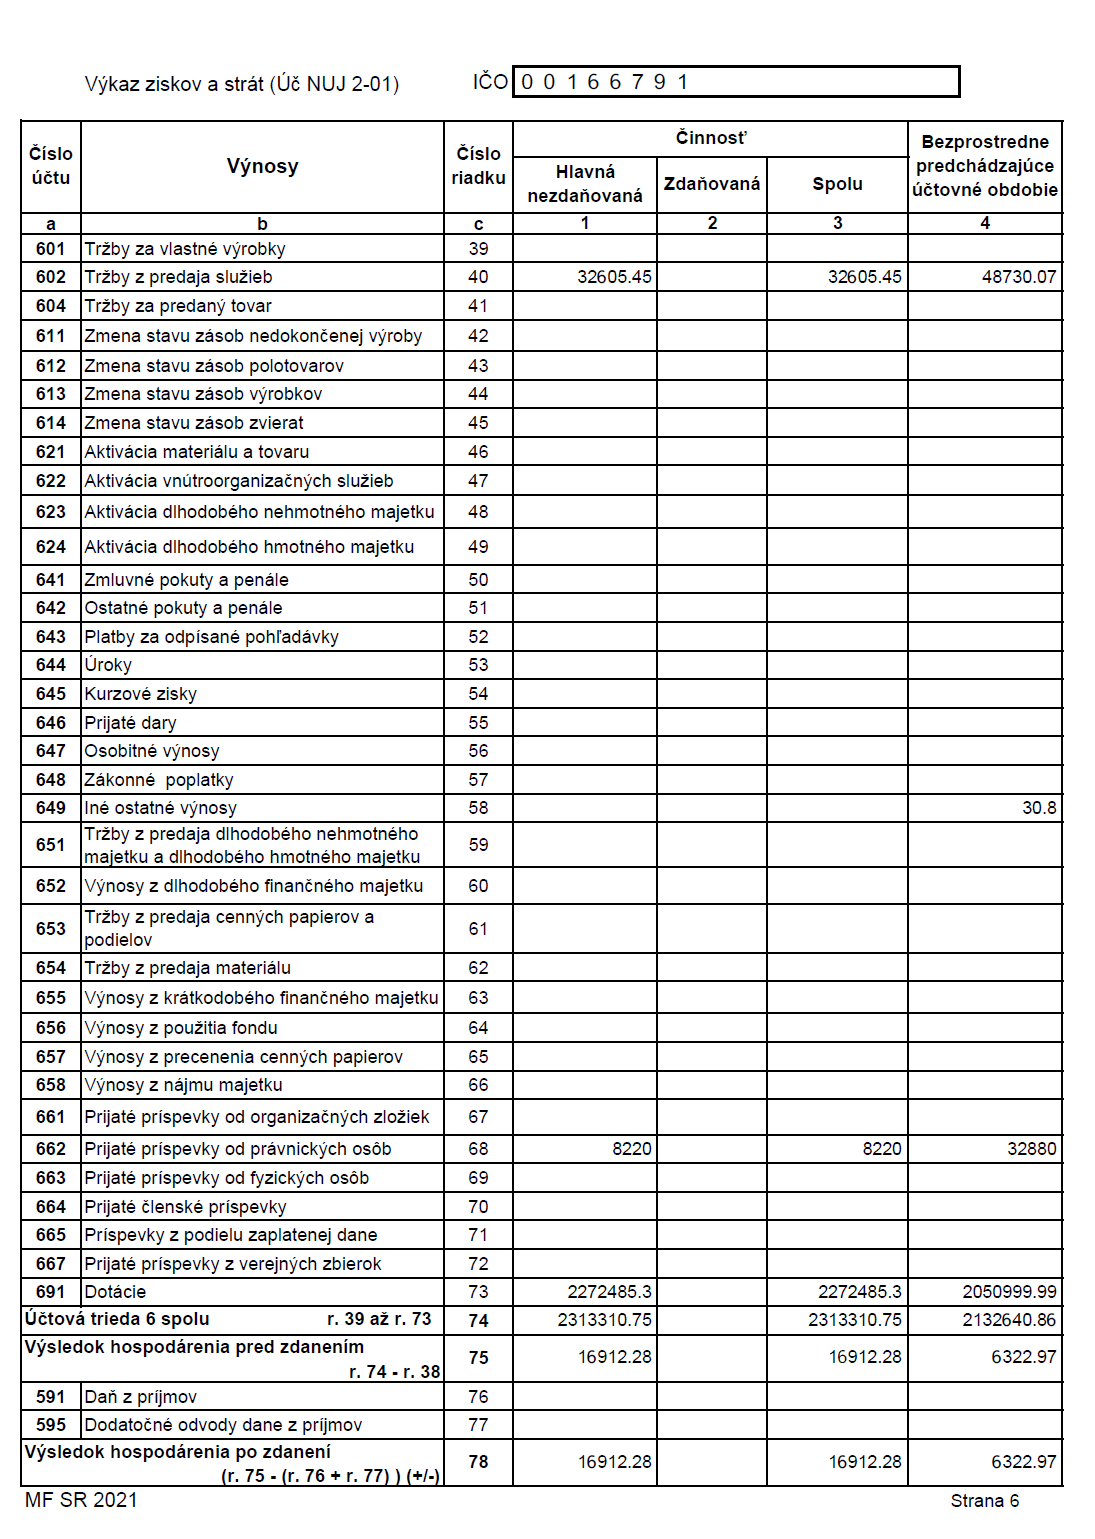 Výkaz ziskov a strát (Úč NUJ 2-01) IČO 0 0 1 6 6 7 9 1
Číslo účtu Výnosy Číslo riadku Činnosť Bezprostredne predchádzajúce účtovné obdobie
Hlavná nezdaňovaná Zdaňovaná Spolu
a b c 1 2 3 4
601 Tržby za vlastné výrobky 39
602 Tržby z predaja služieb 40 32605.45 32605.45 48730.07
604 Tržby za predaný tovar 41
611 Zmena stavu zásob nedokončenej výroby 42
612 Zmena stavu zásob polotovarov 43
613 Zmena stavu zásob výrobkov 44
614 Zmena stavu zásob zvierat 45
621 Aktivácia materiálu a tovaru 46
622 Aktivácia vnútroorganizačných služieb 47
623 Aktivácia dlhodobého nehmotného majetku 48
624 Aktivácia dlhodobého hmotného majetku 49
641 Zmluvné pokuty a penále 50
642 Ostatné pokuty a penále 51
643 Platby za odpísané pohľadávky 52
644 Úroky 53
645 Kurzové zisky 54
646 Prijaté dary 55
647 Osobitné výnosy 56
648 Zákonné poplatky 57
649 Iné ostatné výnosy 58 30.8
651 Tržby z predaja dlhodobého nehmotného majetku a dlhodobého hmotného majetku 59
652 Výnosy z dlhodobého finančného majetku 60
653 Tržby z predaja cenných papierov a podielov 61
654 Tržby z predaja materiálu 62
655 Výnosy z krátkodobého finančného majetku 63
656 Výnosy z použitia fondu 64
657 Výnosy z precenenia cenných papierov 65
658 Výnosy z nájmu majetku 66
661 Prijaté príspevky od organizačných zložiek 67
662 Prijaté príspevky od právnických osôb 68 8220 8220 32880
663 Prijaté príspevky od fyzických osôb 69
664 Prijaté členské príspevky 70
665 Príspevky z podielu zaplatenej dane 71
667 Prijaté príspevky z verejných zbierok 72
691 Dotácie 73 2272485.3 2272485.3 2050999.99
Účtová trieda 6 spolu r. 39 až r. 73 74 2313310.75 2313310.75 2132640.86
Výsledok hospodárenia pred zdanením
r. 74 - r. 38 75 16912.28 16912.28 6322.97
591 Daň z príjmov 76
595 Dodatočné odvody dane z príjmov 77
Výsledok hospodárenia po zdanení
(r. 75 - (r. 76 + r. 77) ) (+/-) 78 16912.28 16912.28 6322.97
MF SR 2021 Strana 6